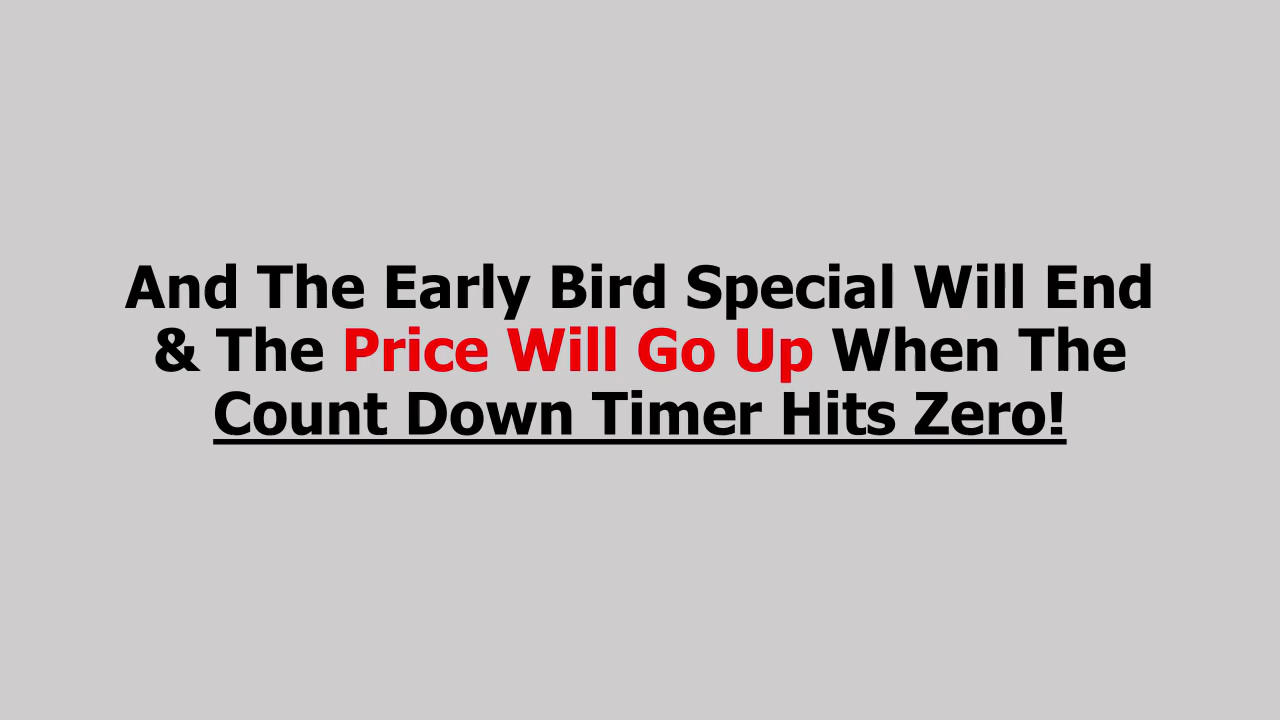 And The Early Bird Special Will End
& The Price Will Go Up When The
Count Down Timer Hits Zero!